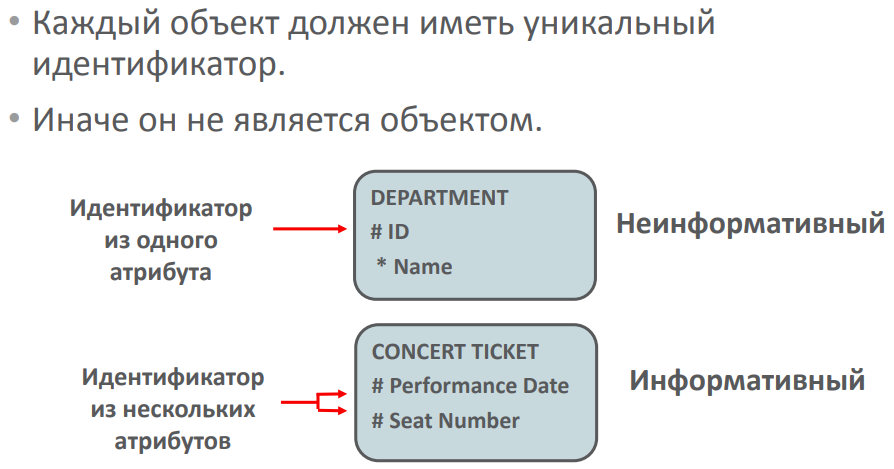 • Каждый объект должен иметь уникальный
идентификатор.
• Иначе он не является объектом.
Идентификатор
из одного
атрибута
DEPARTMENT
# ID
* Name
Неинформативный
Идентификатор
из нескольких
атрибутов
CONCERT TICKET
# Performance Date
# Seat Number
Информативный